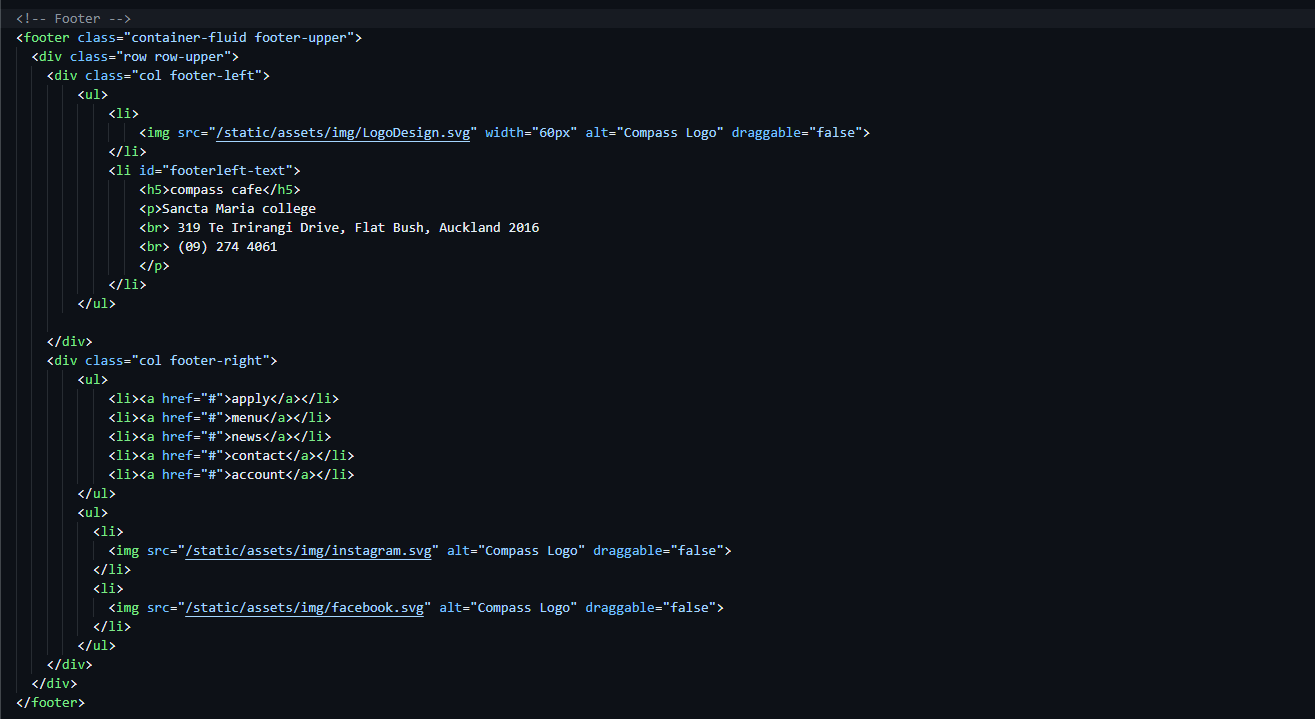 <!-- Footer -->
<footer class="container-fluid footer-upper">
  <div class="row row-upper">
    <div class="col footer-left">
        <ul>
            <li>
                <img src="/static/assets/img/LogoDesign.svg" width="60px" alt="Compass Logo" draggable="false">
            </li>
            <li id="footerleft-text">
                <h5>compass cafe</h5>
                <p>Sancta Maria college
                <br> 319 Te Irirangi Drive, Flat Bush, Auckland 2016
                <br> (09) 274 4061
                </p>
            </li>
        </ul>

    </div>
    <div class="col footer-right">
        <ul>
            <li><a href="#">apply</a></li>
            <li><a href="#">menu</a></li>
            <li><a href="#">news</a></li>
            <li><a href="#">contact</a></li>
            <li><a href="#">account</a></li>
        </ul>
        <ul>
          <li>
            <img src="/static/assets/img/instagram.svg" alt="Compass Logo" draggable="false">
          </li>
          <li>
            <img src="/static/assets/img/facebook.svg" alt="Compass Logo" draggable="false">
          </li>
        </ul>
    </div>
  </div>
</footer>